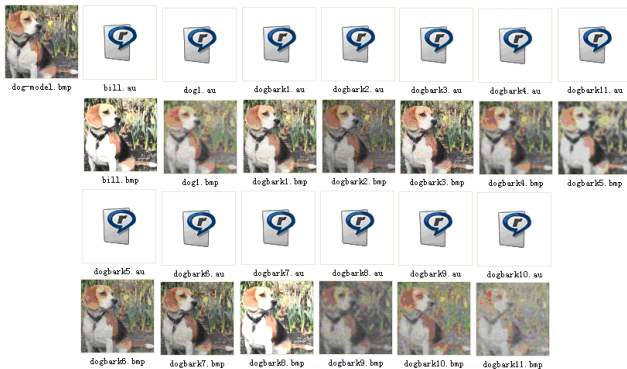 dog-model.bmp bill.au dog1.au dogbark1.au dogbark2.au dogbark3.au dogbark4.au dogbark11.au
bill.bmp dog1.bmp dogbark1.bmp dogbark2.bmp dogbark3.bmp dogbark4.bmp dogbark5.bmp
dogbark5.au dogbark6.au dogbark7.au dogbark8.au dogbark9.au dogbark10.au
dogbark6.bmp dogbark7.bmp dogbark8.bmp dogbark9.bmp dogbark10.bmp dogbark11.bmp